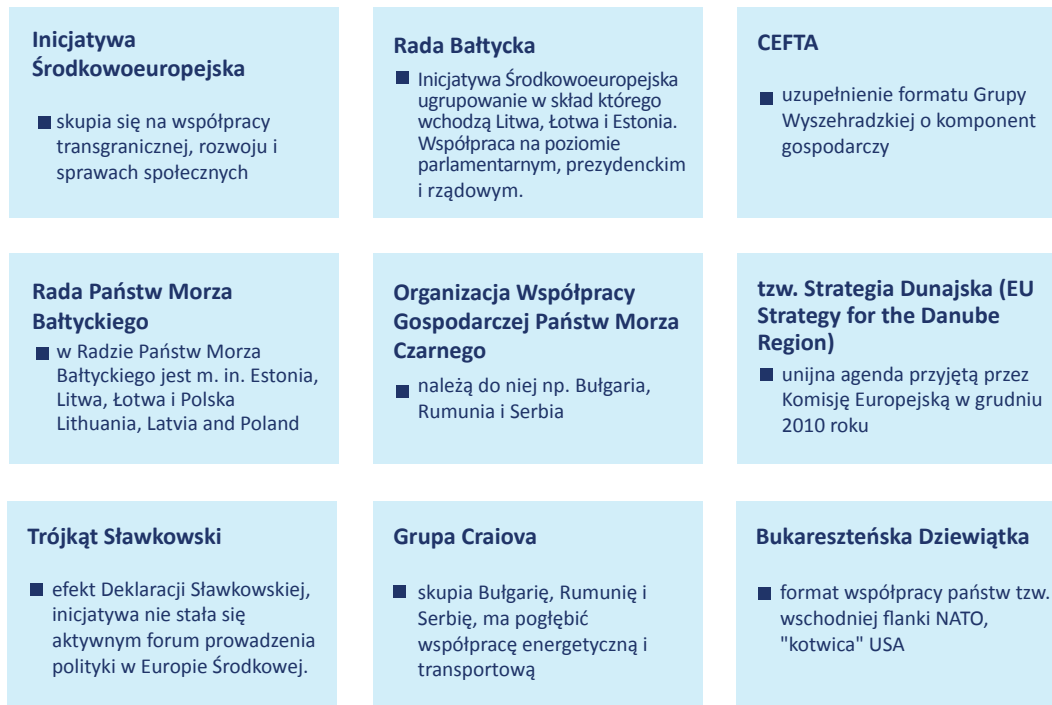 Inicjatywa
Środkowoeuropejska
skupia się na współpracy
transgranicznej, rozwoju i
sprawach społecznych
Rada Bałtycka
Inicjatywa Środkowoeuropejska
ugrupowanie w skład którego
wchodzą Litwa, Łotwa i Estonia.
Współpraca na poziomie
parlamentarnym, prezydenckim
i rządowym.
CEFTA
uzupełnienie formatu Grupy
Wyszehradzkiej o komponent
gospodarczy
Rada Państw Morza
Bałtyckiego
w Radzie Państw Morza
Bałtyckiego jest m. in. Estonia,
Litwa, Łotwa i Polska
Lithuania, Latvia and Poland
Organizacja Współpracy
Gospodarczej Państw Morza
Czarnego
należą do niej np. Bułgaria,
Rumunia i Serbia
tzw. Strategia Dunajska (EU
Strategy for the Danube
Region)
unijna agenda przyjętą przez
Komisję Europejską w grudniu
2010 roku
Trójkąt Sławkowski
efekt Deklaracji Sławkowskiej,
inicjatywa nie stała się
aktywnym forum prowadzenia
polityki w Europie Środkowej.
Grupa Craiova
skupia Bułgarię, Rumunię i
Serbię, ma pogłębić
współpracę energetyczną i
transportową
Bukareszteńska Dziewiątka
format współpracy państw tzw.
wschodniej flanki NATO,
"kotwica" USA